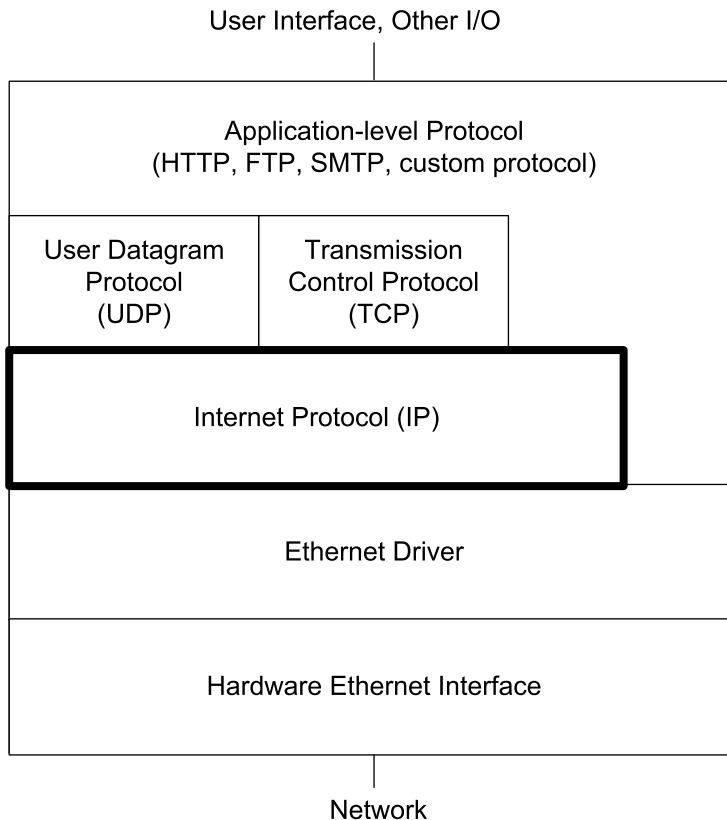 User Interface, Other I/O
Application-level Protocol
(HTTP, FTP, SMTP, custom protocol)
User Datagram
Protocol
(UDP)
Transmission
Control Protocol
(TCP)
Internet Protocol (IP)
Ethernet Driver
Hardware Ethernet Interface
Network